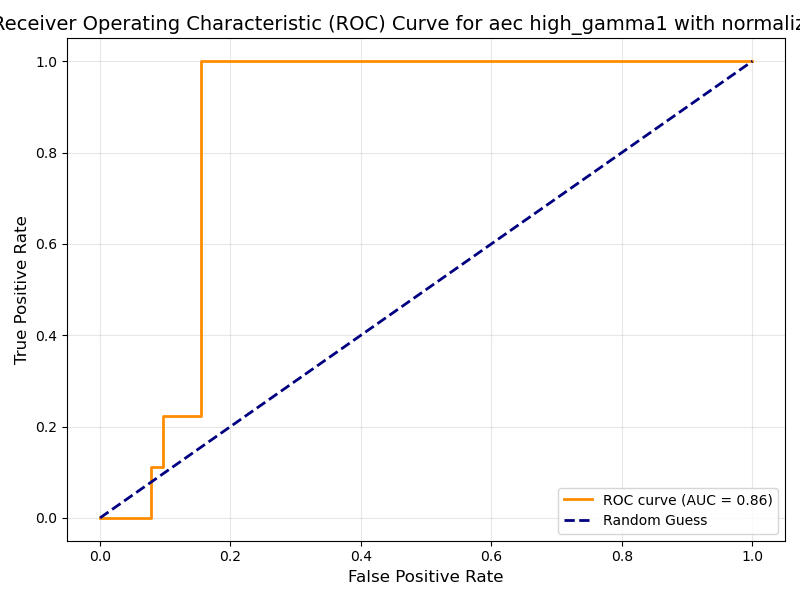 Receiver Operating Characteristic (ROC) Curve for aec high_gamma1 with
1.0
0.8
0.6
0.4
0.2
0.0
True Positive Rate
0.0 0.2 0.4 0.6 0.8 1.0
False Positive Rate
ROC curve (AUC = 0.86)
Random Guess